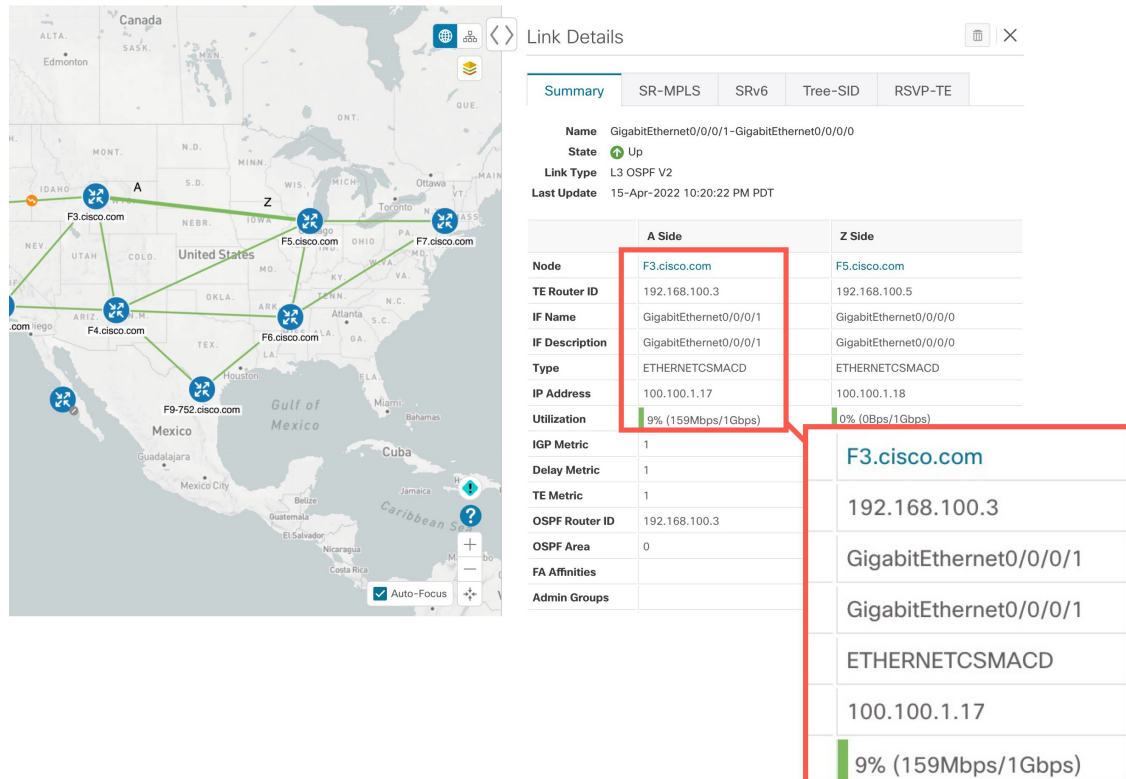 Canada
ALTA.
SASK.
MAN.
Edmonton
ONT.
QUE.
MONT.
N.D.
MINN.
IDAHO
A
S.D.
WIS.
MICH.
Ottawa
VT.
MAIN
Z
Toronto
F3.cisco.com
NEBR.
IOWA
F5.cisco.com
OHIO
PA.
F7.cisco.com
NEV.
UTAH
COLO.
United States
MO.
KY.
W.VA.
VA.
MD.
IND.
OKLA.
ARK.
TENN.
N.C.
ARIZ.
N.M.
Atlanta
S.C.
.com
iego
F4.cisco.com
F6.cisco.com
ALA.
GA.
TEX.
LA.
Houston
FLA.
F9-752.cisco.com
Gulf of
Mexico
Miami
Bahamas
Mexico
Guadalajara
Mexico City
Cuba
Jamaica
Belize
Caribbean Sea
Guatemala
El Salvador
Nicaragua
Costa Rica
Auto-Focus
Link Details
Summary SR-MPLS SRv6 Tree-SID RSVP-TE
Name GigabitEthernet0/0/0/1-GigabitEthernet0/0/0/0
State Up
Link Type L3 OSPF V2
Last Update 15-Apr-2022 10:20:22 PM PDT
A Side Z Side
Node F3.cisco.com F5.cisco.com
TE Router ID 192.168.100.3 192.168.100.5
IF Name GigabitEthernet0/0/0/1 GigabitEthernet0/0/0/0
IF Description GigabitEthernet0/0/0/1 GigabitEthernet0/0/0/0
Type ETHERNETCSMACD ETHERNETCSMACD
IP Address 100.100.1.17 100.100.1.18
Utilization 9% (159Mbps/1Gbps) 0% (0Bps/1Gbps)
IGP Metric 1
Delay Metric 1
TE Metric 1
OSPF Router ID 192.168.100.3
OSPF Area 0
FA Affinities
Admin Groups
F3.cisco.com
192.168.100.3
GigabitEthernet0/0/0/1
GigabitEthernet0/0/0/1
ETHERNETCSMACD
100.100.1.17
9% (159Mbps/1Gbps)